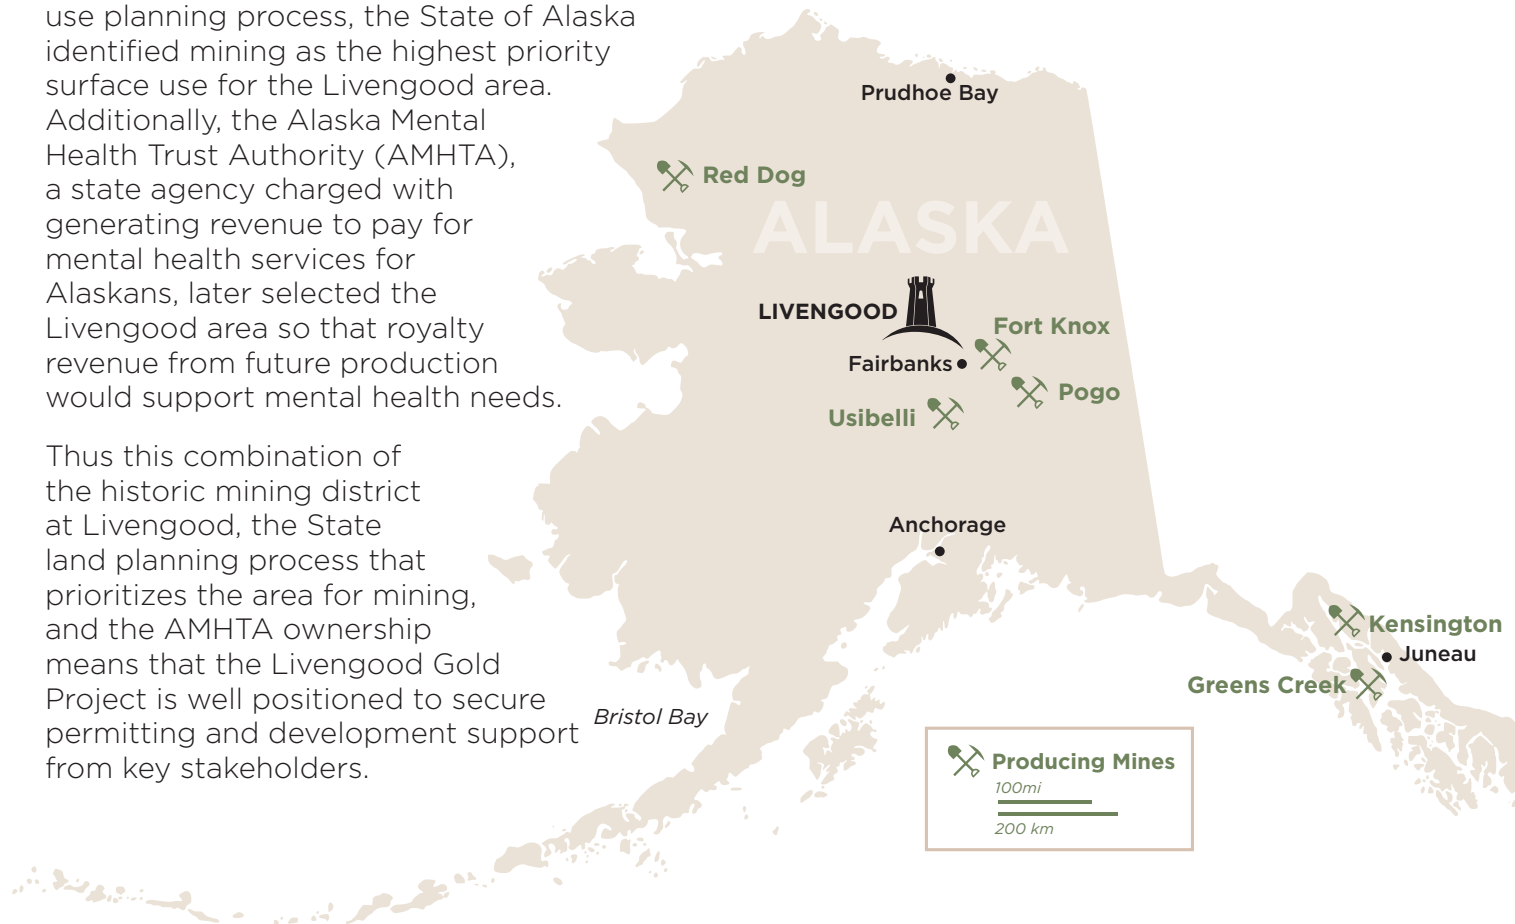 use planning process, the State of Alaska
identified mining as the highest priority
surface use for the Livengood area.
Additionally, the Alaska Mental
Health Trust Authority (AMHTA),
a state agency charged with
generating revenue to pay for
mental health services for
Alaskans, later selected the
Livengood area so that royalty
revenue from future production
would support mental health needs.
Thus this combination of
the historic mining district
at Livengood, the State
land planning process that
prioritizes the area for mining,
and the AMHTA ownership
means that the Livengood Gold
Project is well positioned to secure
permitting and development support
from key stakeholders.
Prudhoe Bay
Red Dog
ALASKA
LIVENGOOD
Fort Knox
Fairbanks
Pogo
Usibelli
Anchorage
Kensington
Juneau
Greens Creek
Bristol Bay
Producing Mines
100mi
200 km